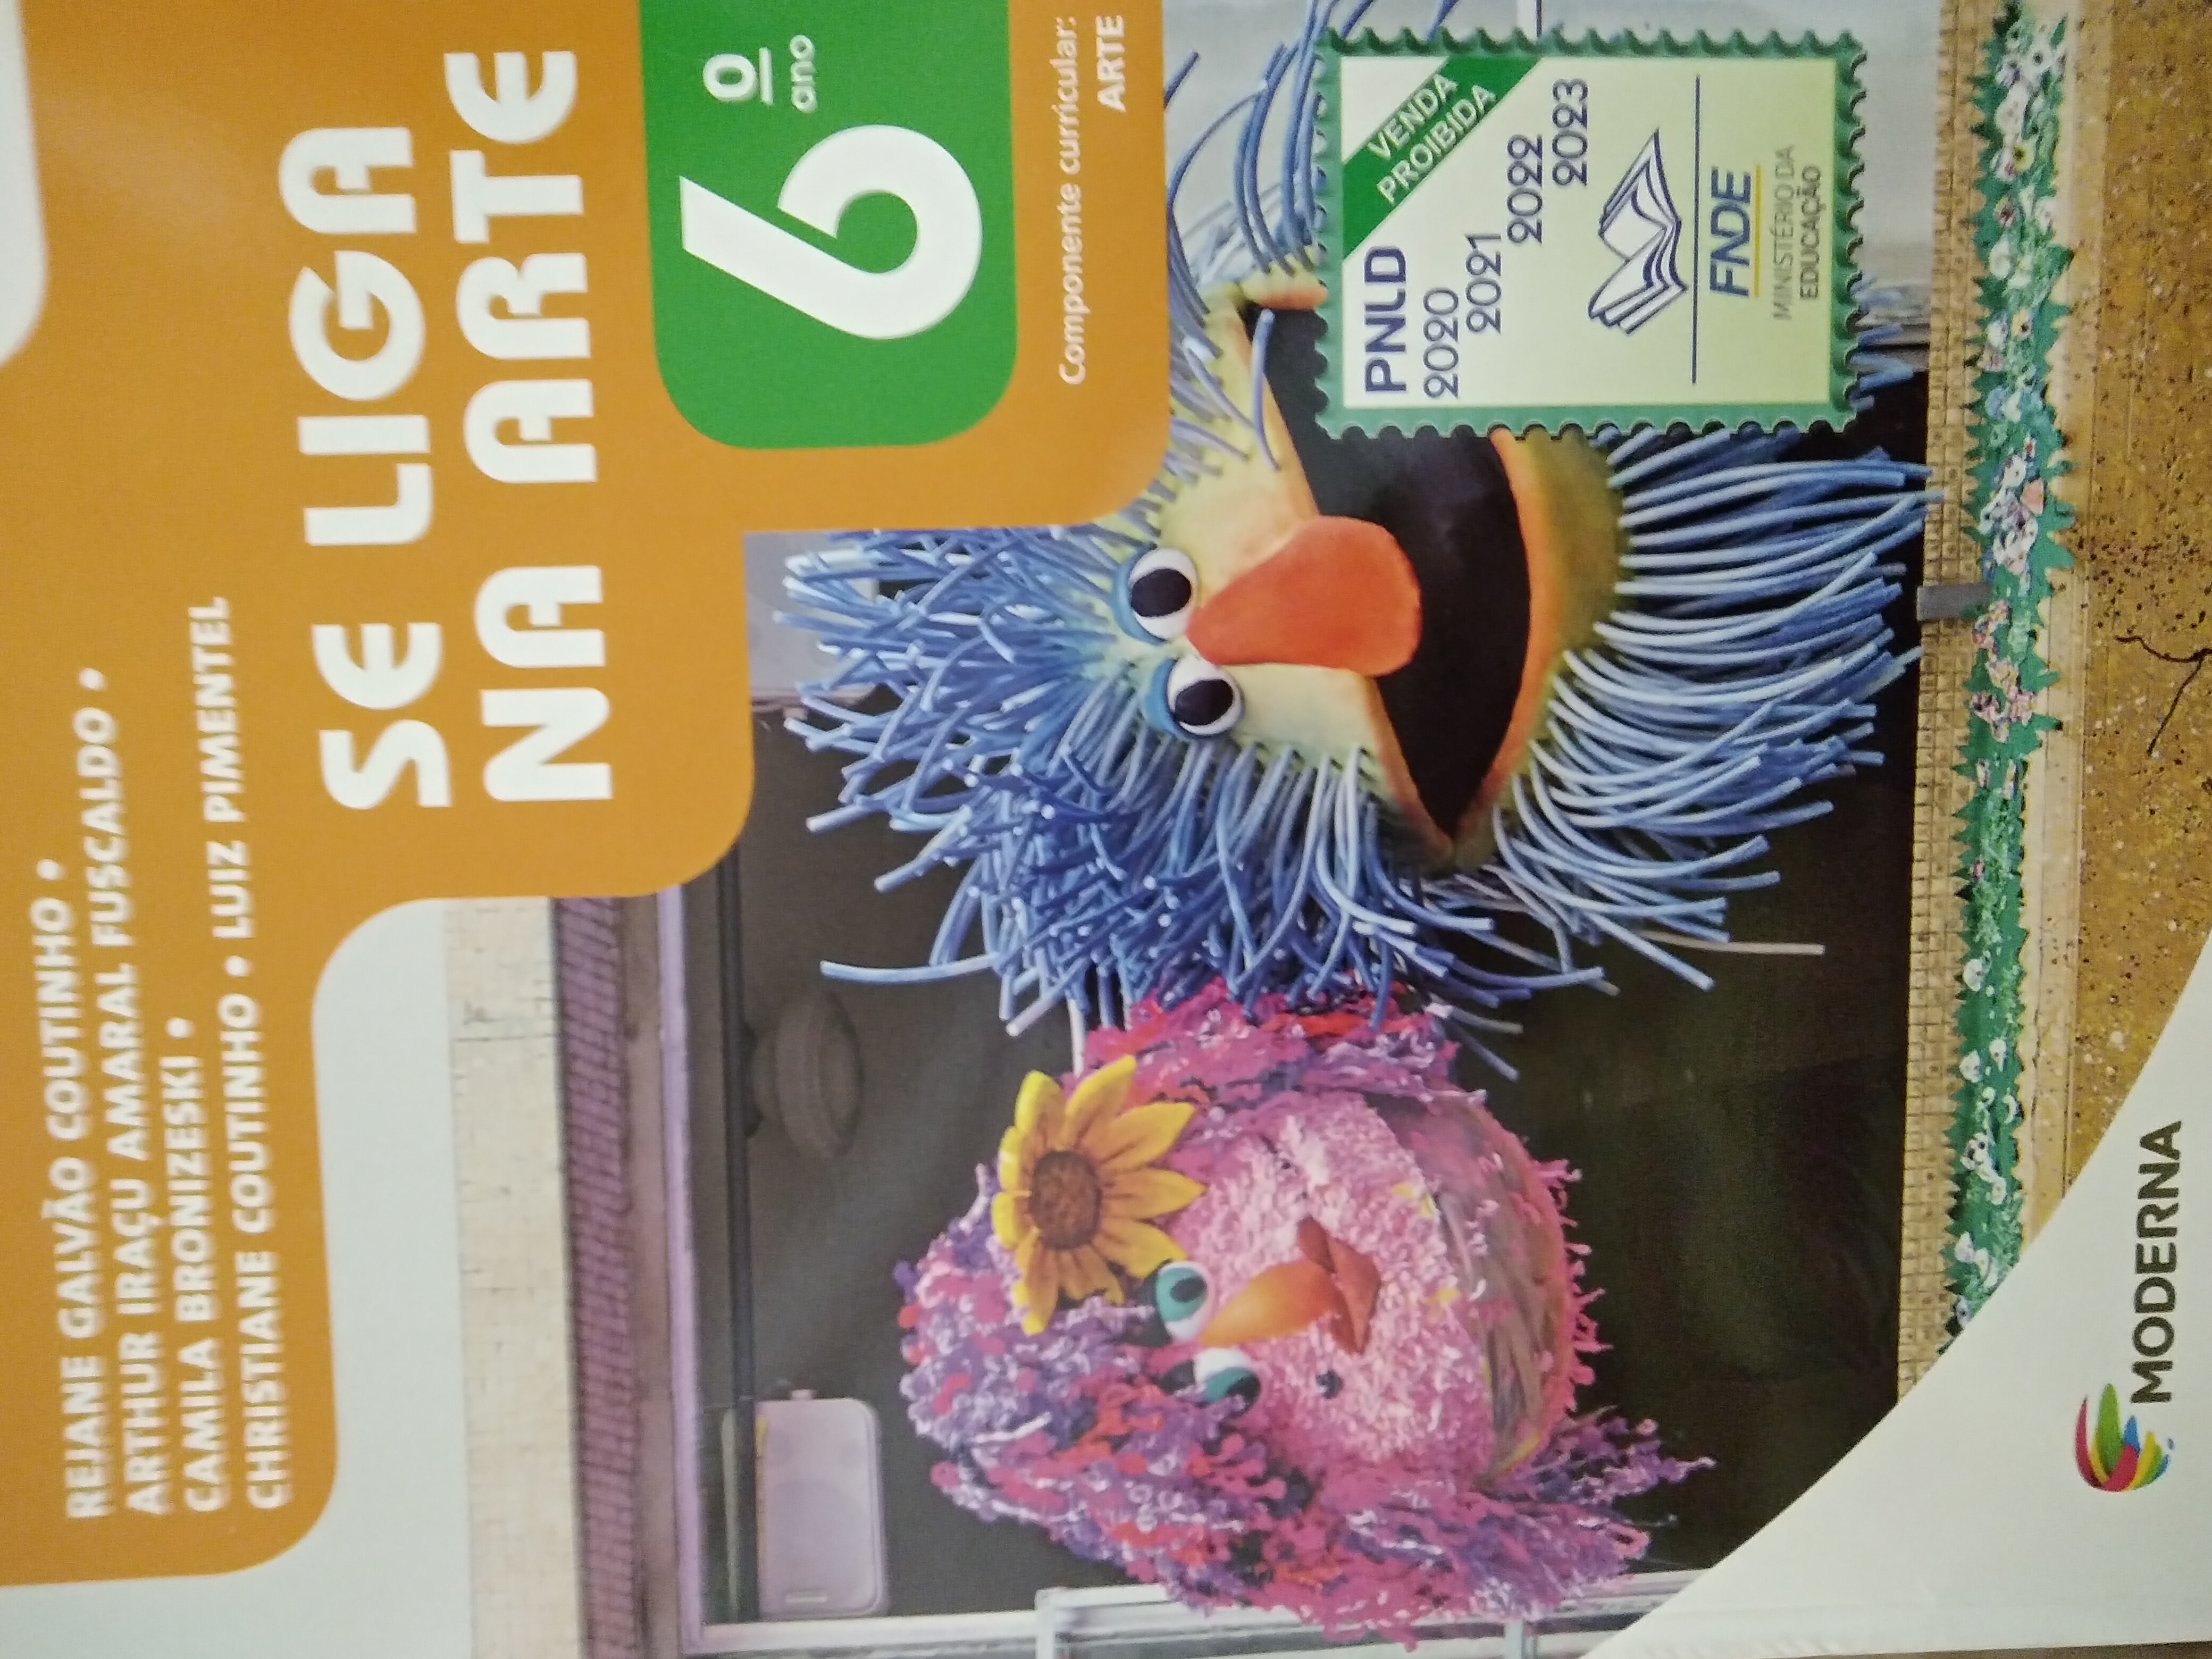 REJANE GALVÃO COUTINHO •
ARTHUR IRAÇU AMARAL FUSCALDO •
CAMILA BRONIZESKI •
CHRISTIANE COUTINHO • LUIZ PIMENTEL
SE LIGA
NA ARTE
6º
ano
Componente curricular:
ARTE
PNLD
2020
2021
2022
2023
VENDA
PROIBIDA
FNDE
MINISTÉRIO DA
EDUCAÇÃO
MODERNA